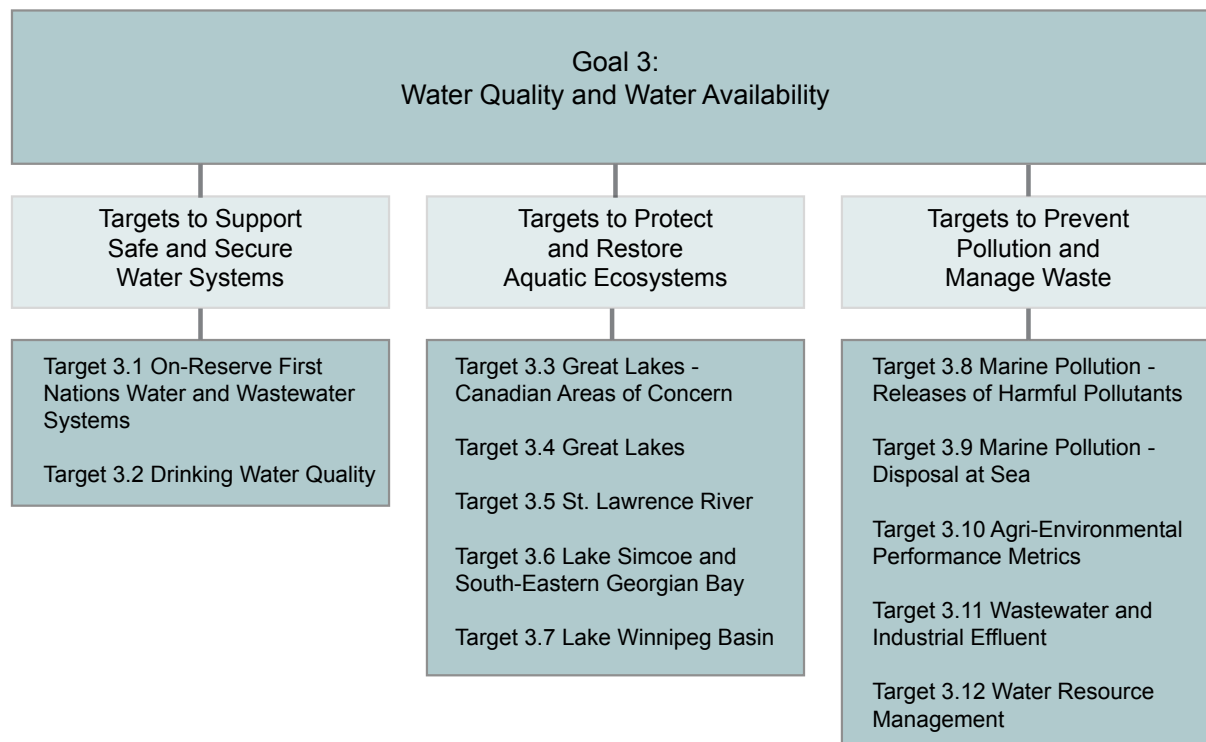 Goal 3:
Water Quality and Water Availability
Targets to Support
Safe and Secure
Water Systems
Target 3.1 On-Reserve First
Nations Water and Wastewater
Systems
Target 3.2 Drinking Water Quality
Targets to Protect
and Restore
Aquatic Ecosystems
Target 3.3 Great Lakes -
Canadian Areas of Concern
Target 3.4 Great Lakes
Target 3.5 St. Lawrence River
Target 3.6 Lake Simcoe and
South-Eastern Georgian Bay
Target 3.7 Lake Winnipeg Basin
Targets to Prevent
Pollution and
Manage Waste
Target 3.8 Marine Pollution -
Releases of Harmful Pollutants
Target 3.9 Marine Pollution -
Disposal at Sea
Target 3.10 Agri-Environmental
Performance Metrics
Target 3.11 Wastewater and
Industrial Effluent
Target 3.12 Water Resource
Management